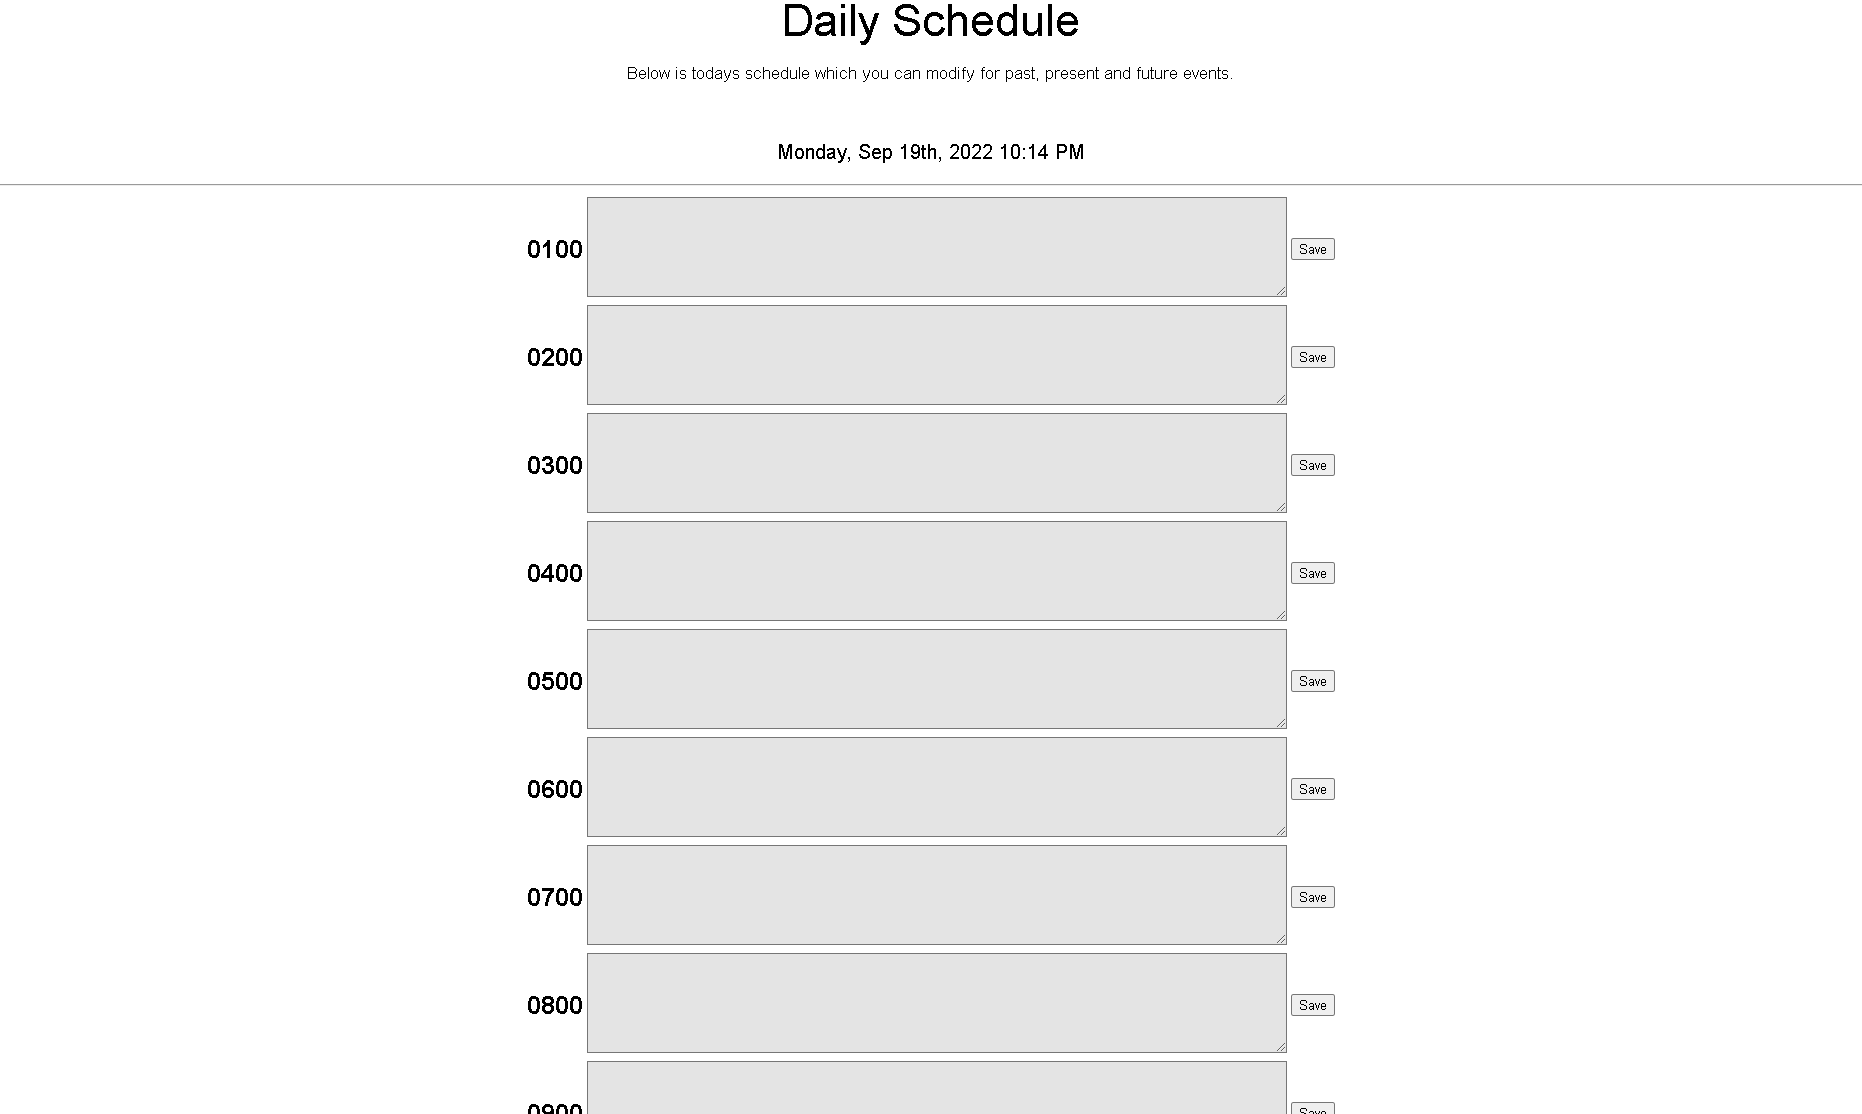 Daily Schedule
Below is todays schedule which you can modify for past, present and future events.
Monday, Sep 19th, 2022 10:14 PM
0100 Save
0200 Save
0300 Save
0400 Save
0500 Save
0600 Save
0700 Save
0800 Save
0900 Save